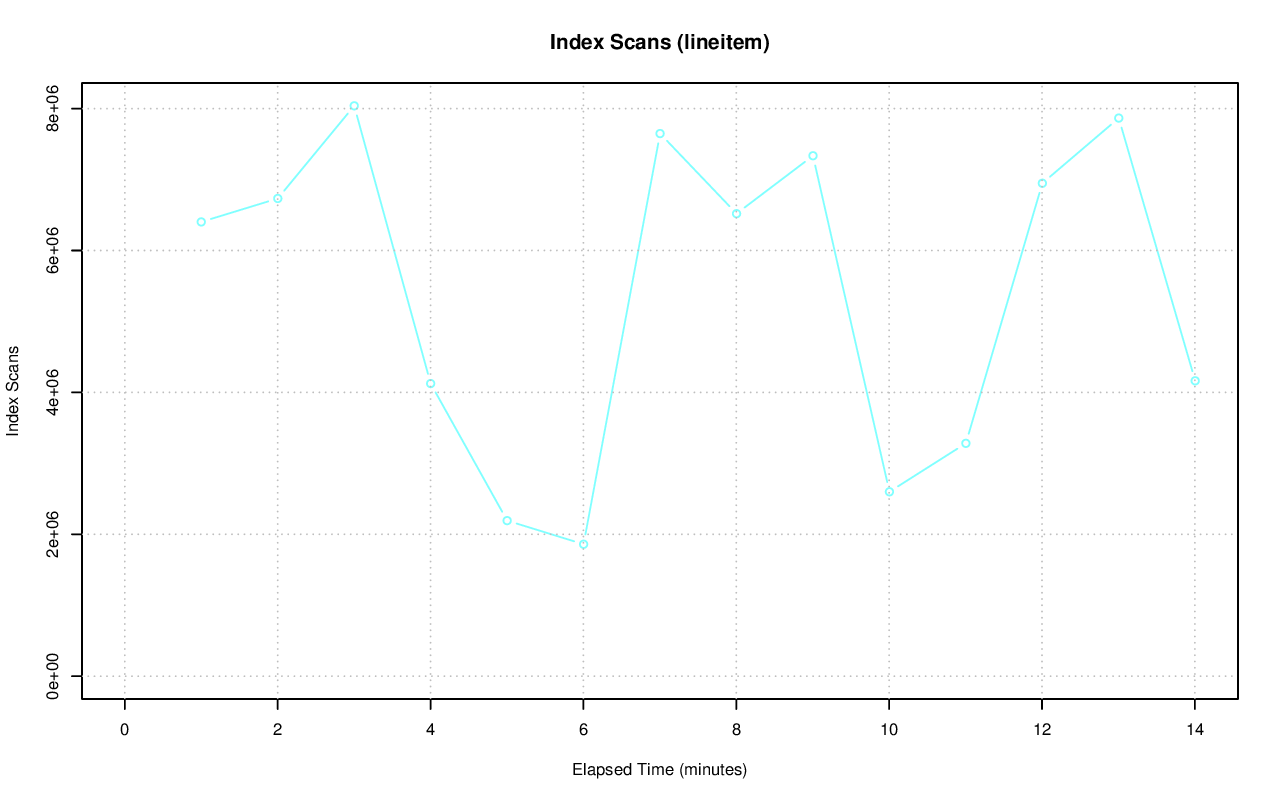 Index Scans (lineitem)
8e+06
6e+06
4e+06
2e+06
0e+00
Index Scans
0 2 4 6 8 10 12 14
Elapsed Time (minutes)